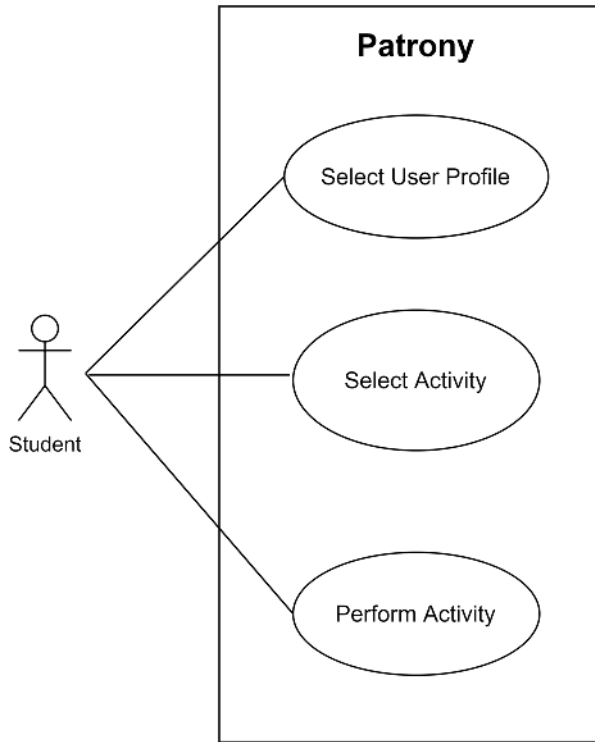 Patrony
Select User Profile
Select Activity
Student
Perform Activity